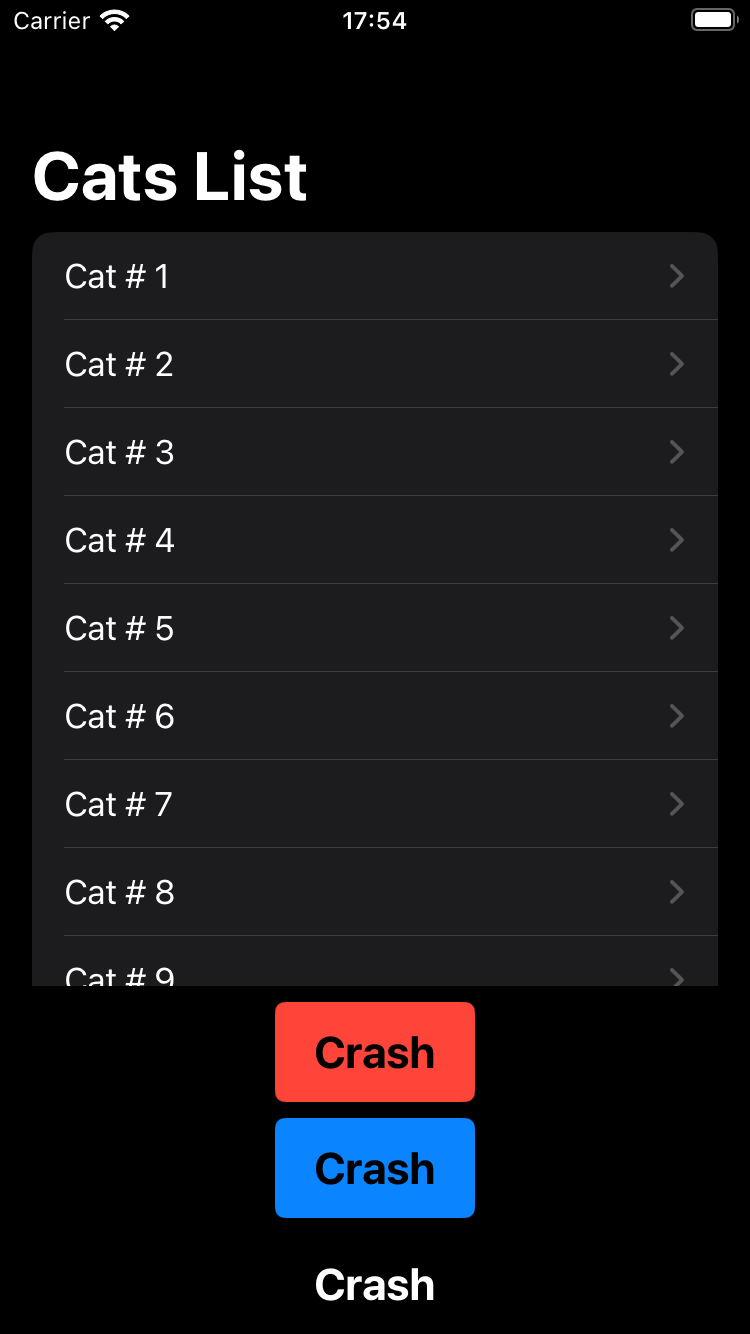 Carrier 17:54
Cats List
Cat # 1
Cat # 2
Cat # 3
Cat # 4
Cat # 5
Cat # 6
Cat # 7
Cat # 8
Cat # 9
Crash
Crash
Crash